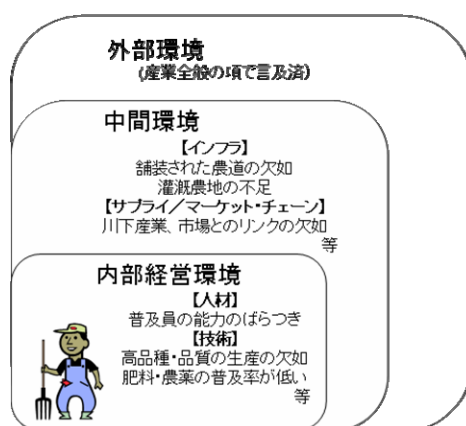 外部環境
(産業全般の項で言及済)
中間環境
【インフラ】
舗装された農道の欠如
灌漑農地の不足
【サプライ／マーケット・チェーン】
川下産業、市場とのリンクの欠如
等
内部経営環境
【人材】
普及員の能力のばらつき
【技術】
高品種・品質の生産の欠如
肥料・農薬の普及率が低い
等